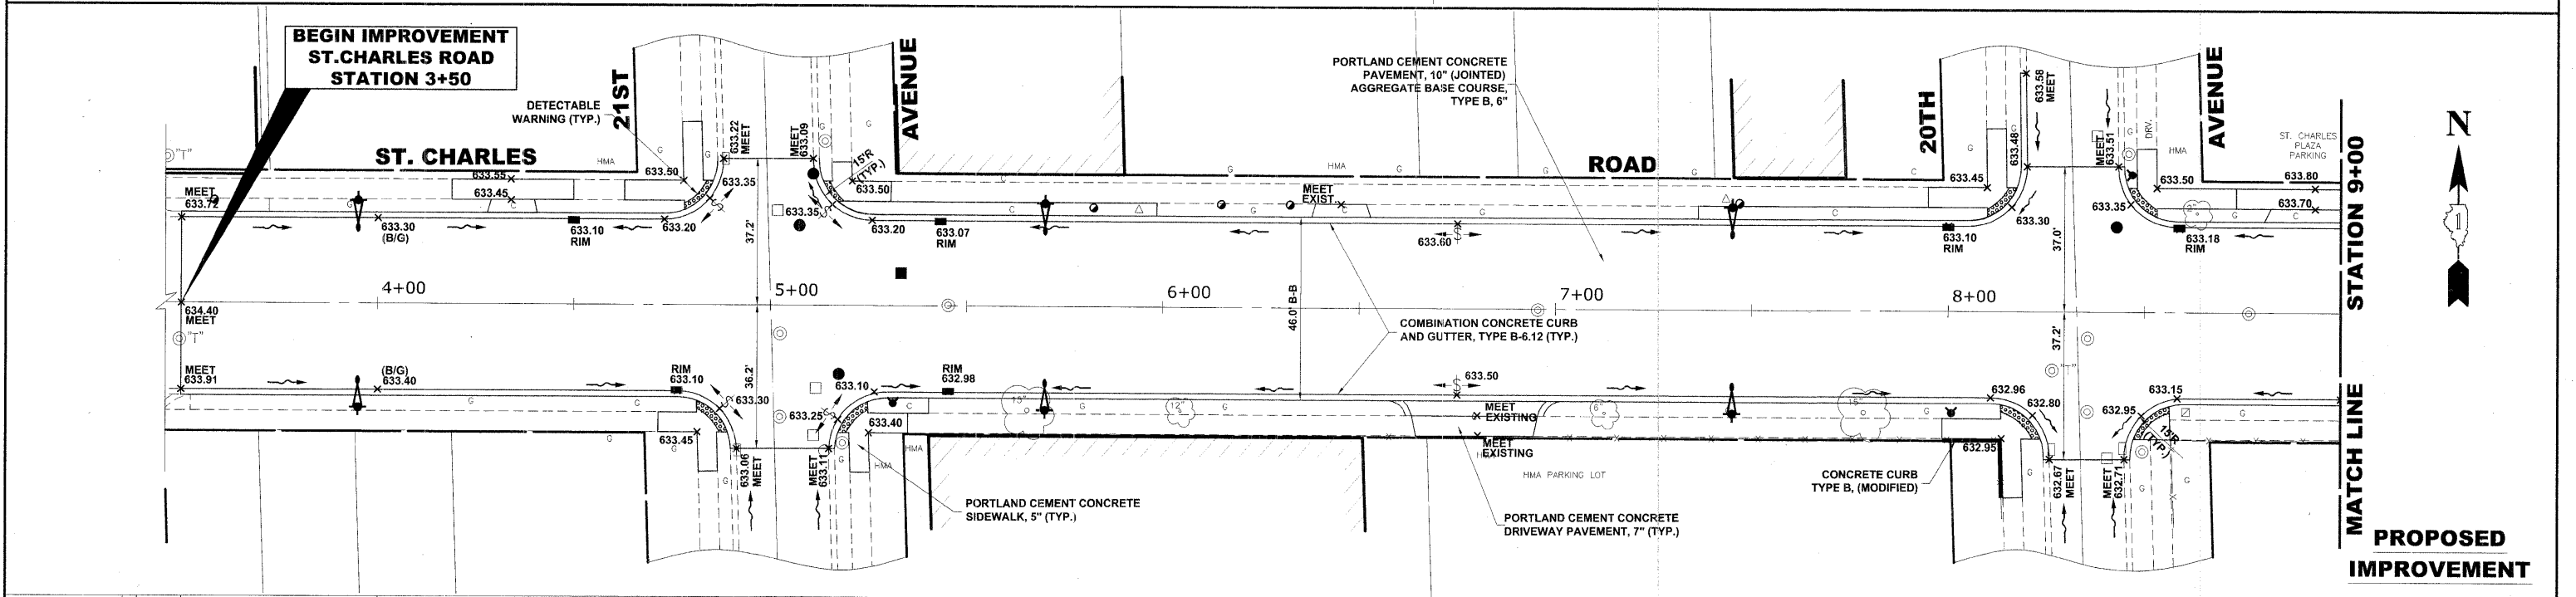 BEGIN IMPROVEMENT
ST.CHARLES ROAD
STATION 3+50
DETECTABLE
WARNING (TYP.)
21ST
AVENUE
ST. CHARLES
ROAD
PORTLAND CEMENT CONCRETE
PAVEMENT, 10" (JOINTED)
AGGREGATE BASE COURSE,
TYPE B, 6"
20TH
AVENUE
ST. CHARLES
PLAZA
PARKING
N
1
"T"
HMA
633.22
MEET
MEET
633.09
15'R
(TYP.)
HMA
633.58
MEET
633.48
MEET
633.51
DRV.
HMA
MEET
633.72
633.55
633.45
633.50
633.35
633.50
MEET
EXIST.
633.45
633.50
633.80
633.70
633.30
(B/G)
633.10
RIM
633.20
633.35
633.20
633.07
RIM
633.60
633.10
RIM
633.30
633.35
633.18
RIM
37.2'
37.0'
4+00
5+00
6+00
7+00
8+00
634.40
MEET
"T"
46.0' B-B
COMBINATION CONCRETE CURB
AND GUTTER, TYPE B-6.12 (TYP.)
37.2'
36.2'
"T"
MEET
633.91
(B/G)
633.40
RIM
633.10
633.30
633.10
633.25
RIM
632.98
633.50
632.96
632.80
632.95
633.15
12"
6"
15"
MEET
EXISTING
MEET
EXISTING
633.45
633.40
632.95
15'R
(TYP.)
HMA
HMA
633.06
MEET
MEET
633.11
HMA
HMA PARKING LOT
632.67
MEET
MEET
632.71
CONCRETE CURB
TYPE B, (MODIFIED)
PORTLAND CEMENT CONCRETE
SIDEWALK, 5" (TYP.)
PORTLAND CEMENT CONCRETE
DRIVEWAY PAVEMENT, 7" (TYP.)
MATCH LINE STATION 9+00
PROPOSED
IMPROVEMENT